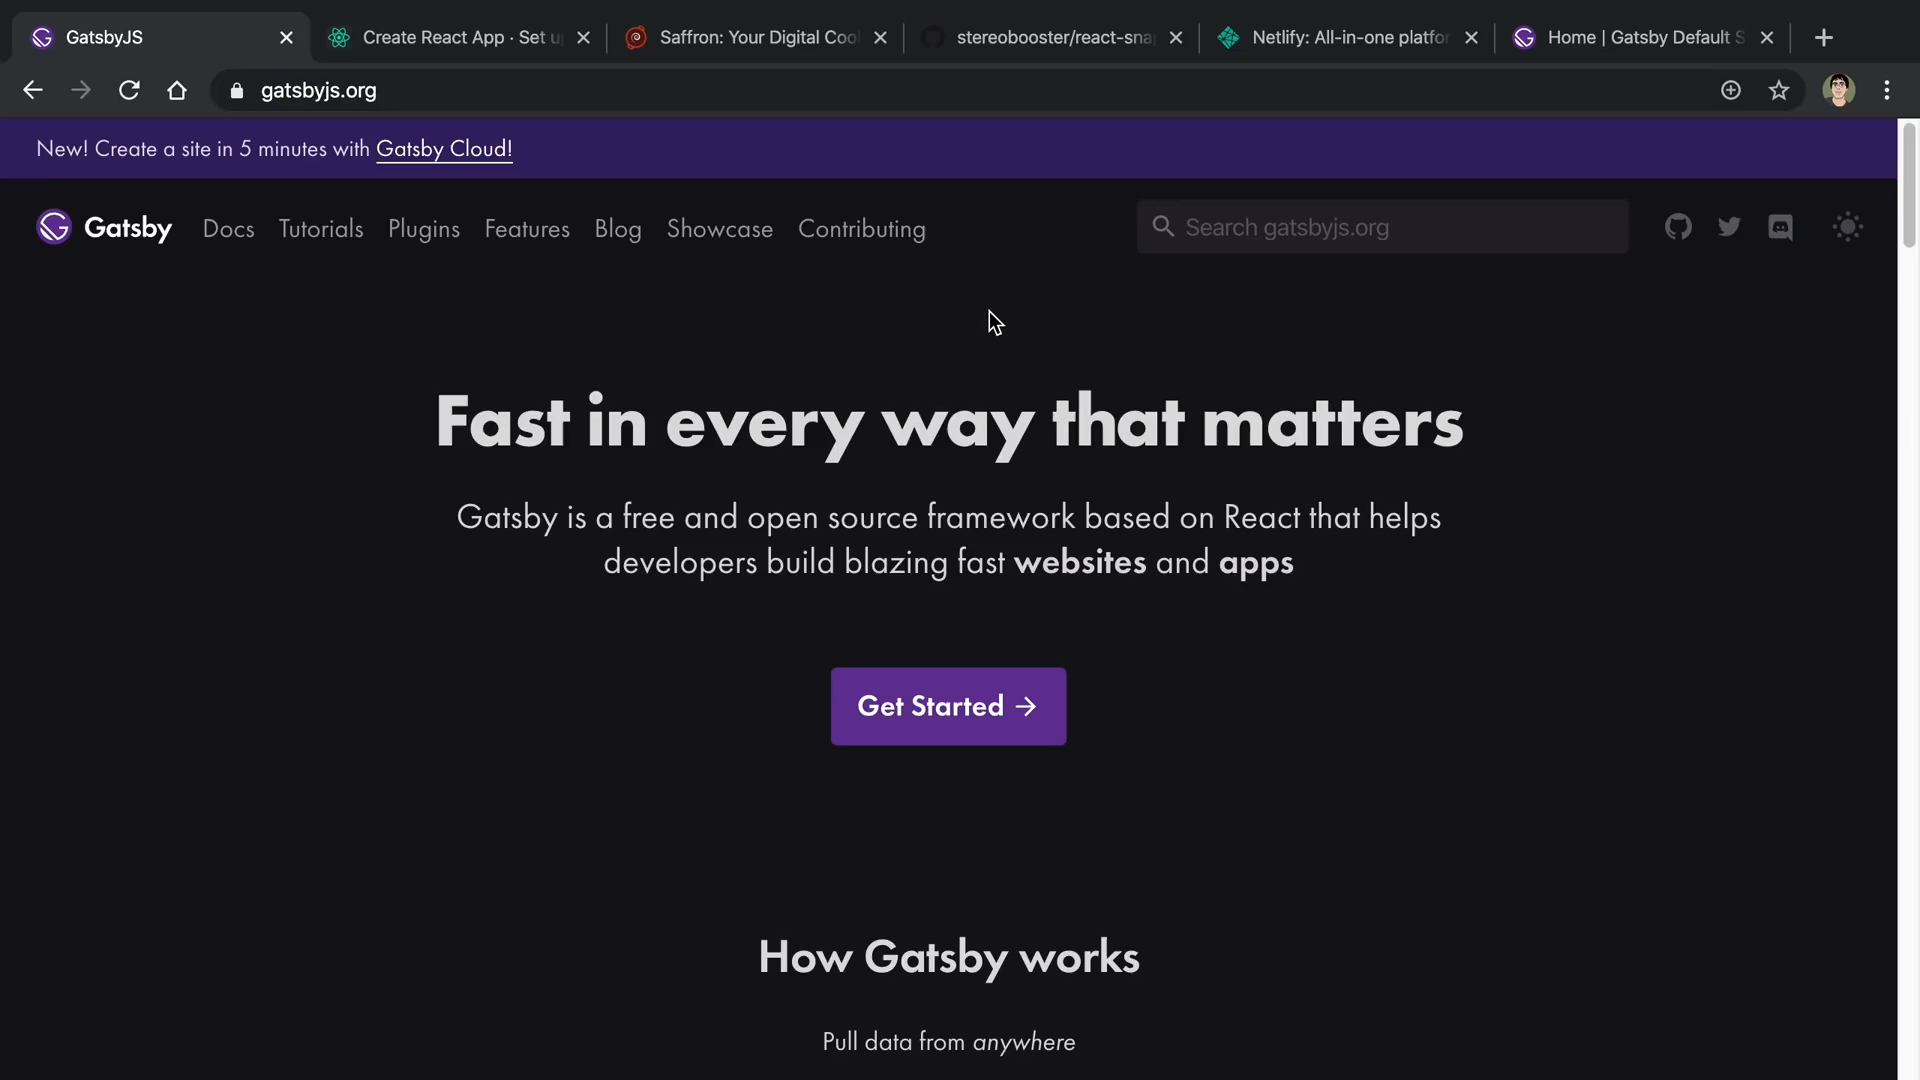 GatsbyJS
Create React App · Set u
Saffron: Your Digital Coo
stereobooster/react-sna
Netlify: All-in-one platfor
Home | Gatsby Default S
gatsbyjs.org
New! Create a site in 5 minutes with Gatsby Cloud!
Gatsby
Docs
Tutorials
Plugins
Features
Blog
Showcase
Contributing
Search gatsbyjs.org
Fast in every way that matters
Gatsby is a free and open source framework based on React that helps
developers build blazing fast websites and apps
Get Started →
How Gatsby works
Pull data from anywhere